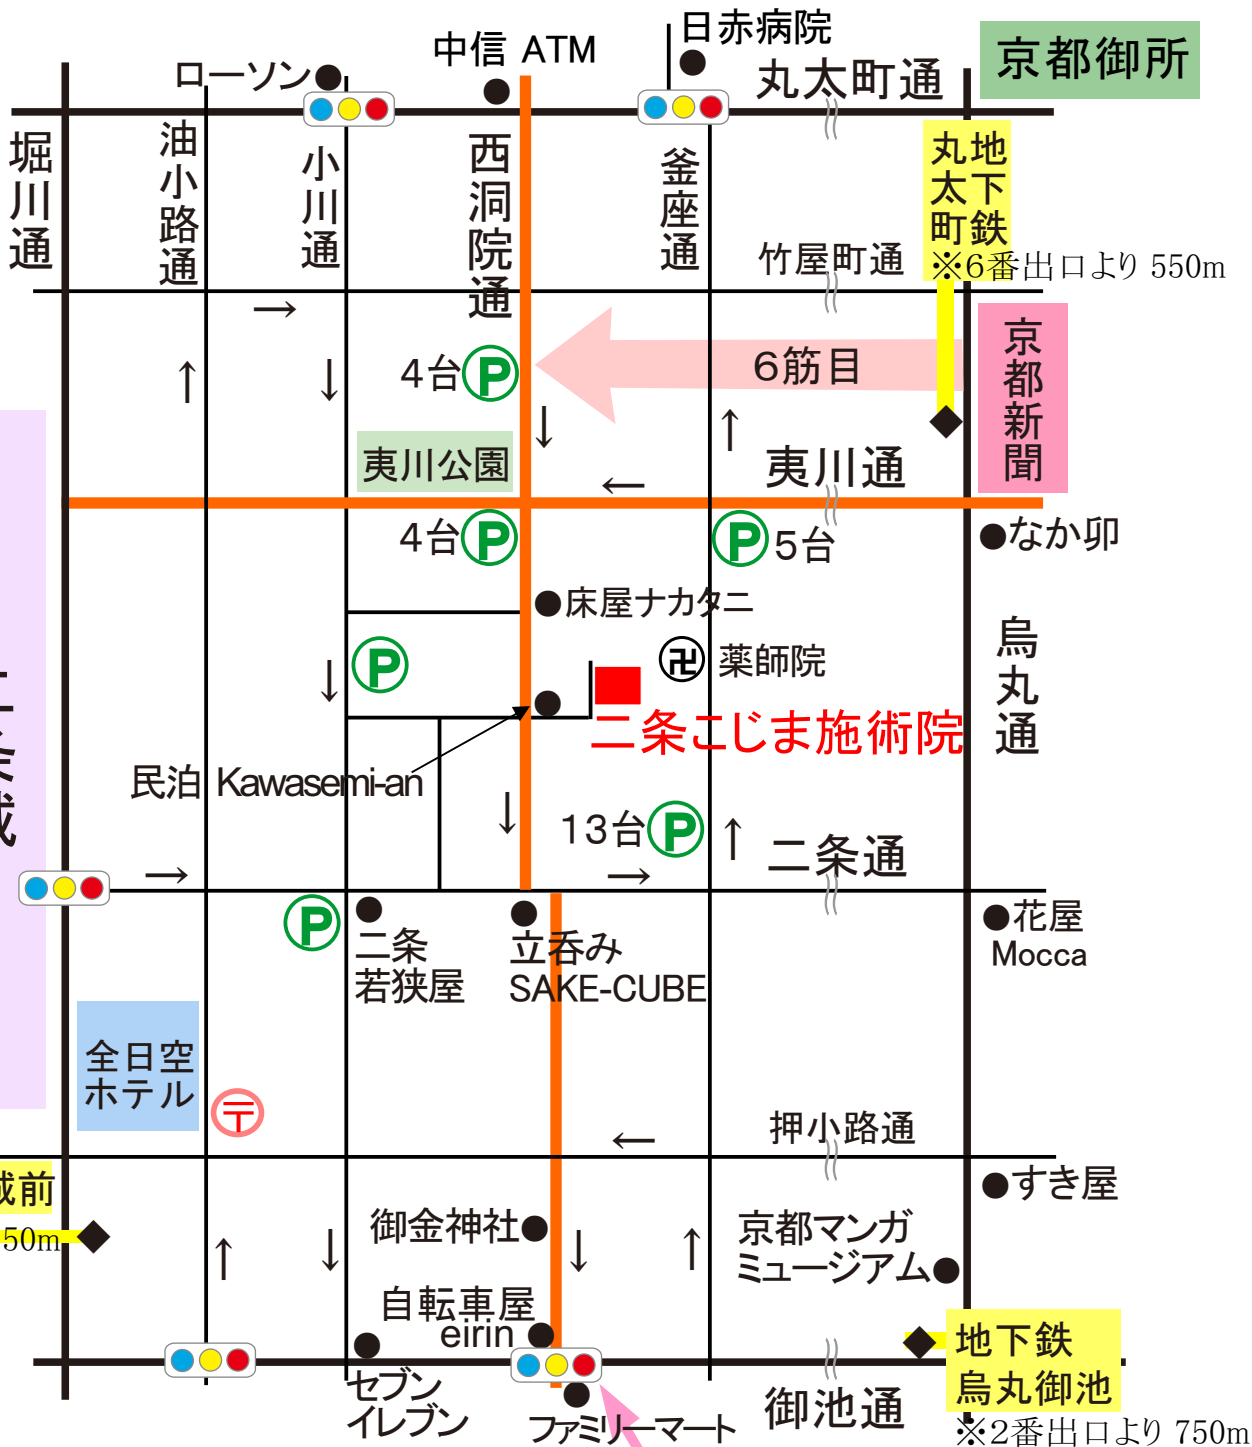 日赤病院
中信 ATM
ローソン
丸太町通
京都御所
堀川通
油小路通
小川通
西洞院通
釜座通
地下鉄
丸太町
※6番出口より 550m
竹屋町通
6筋目
京都新聞
4台
P
夷川公園
夷川通
4台
P
P
5台
なか卯
床屋ナカタニ
卍
薬師院
P
烏丸通
二条こじま施術院
民泊 Kawasemi-an
13台
P
二条通
P
二条
若狭屋
立呑み
SAKE-CUBE
花屋
Mocca
全日空
ホテル
〒
押小路通
城前
50m
すき屋
御金神社
京都マンガ
ミュージアム
自転車屋
eirin
地下鉄
烏丸御池
※2番出口より 750m
セブン
イレブン
ファミリーマート
御池通